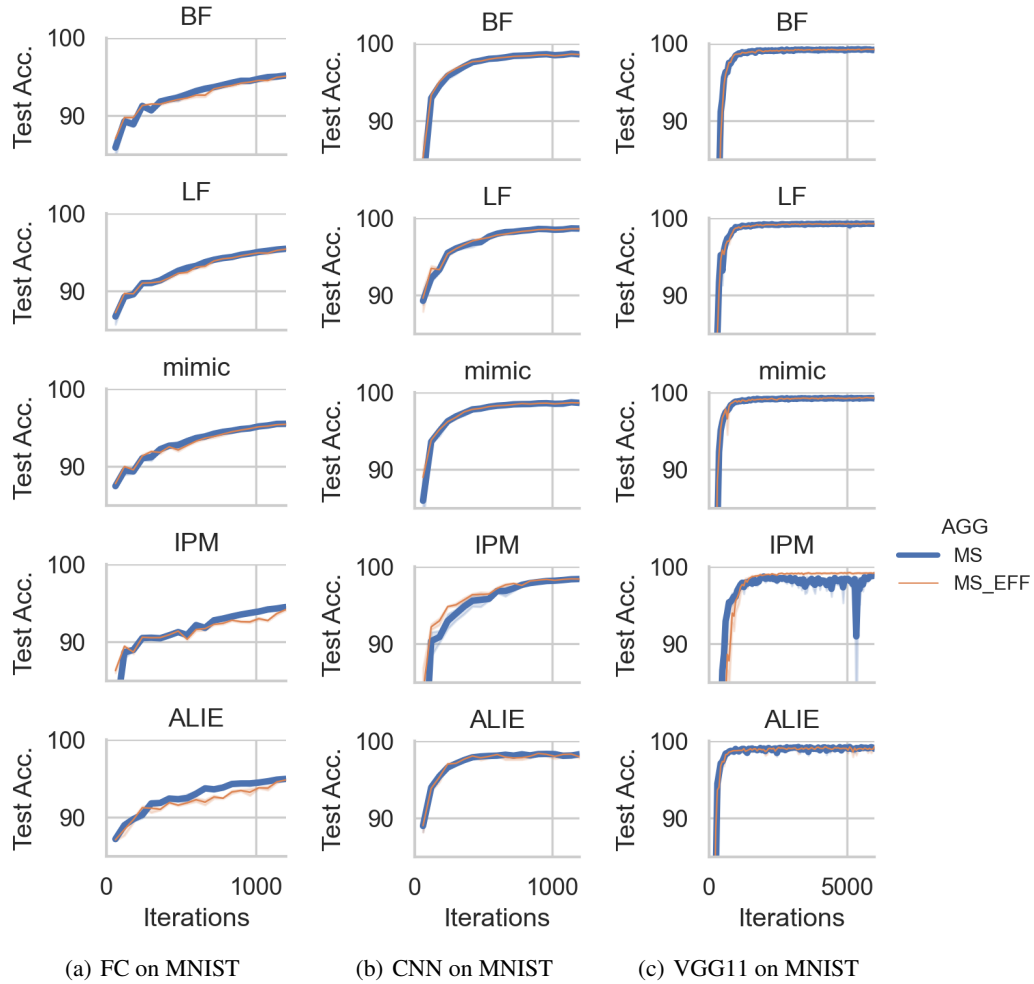 BF
BF
BF
100
100
100
Test Acc.
Test Acc.
Test Acc.
90
90
90
LF
LF
LF
100
100
100
Test Acc.
Test Acc.
Test Acc.
90
90
90
mimic
mimic
mimic
100
100
100
Test Acc.
Test Acc.
Test Acc.
90
90
90
IPM
IPM
IPM
AGG
MS
MS_EFF
100
100
100
Test Acc.
Test Acc.
Test Acc.
90
90
90
ALIE
ALIE
ALIE
100
100
100
Test Acc.
Test Acc.
Test Acc.
90
90
90
0 1000
0 1000
0 5000
Iterations
Iterations
Iterations
(a) FC on MNIST
(b) CNN on MNIST
(c) VGG11 on MNIST